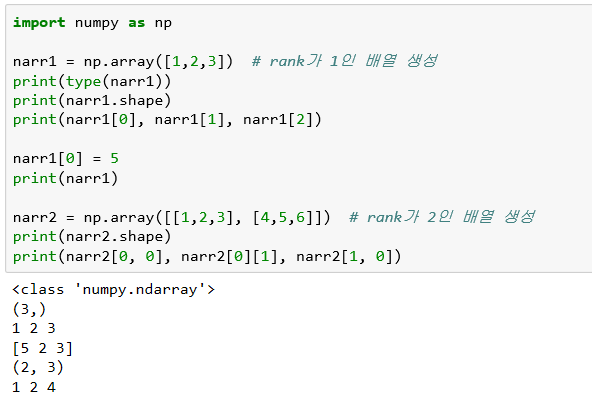 import numpy as np
narr1 = np.array([1,2,3])  # rank가 1인 배열 생성
print(type(narr1))
print(narr1.shape)
print(narr1[0], narr1[1], narr1[2])
narr1[0] = 5
print(narr1)
narr2 = np.array([[1,2,3], [4,5,6]])  # rank가 2인 배열 생성
print(narr2.shape)
print(narr2[0, 0], narr2[0][1], narr2[1, 0])
<class 'numpy.ndarray'>
(3,)
1 2 3
[5 2 3]
(2, 3)
1 2 4